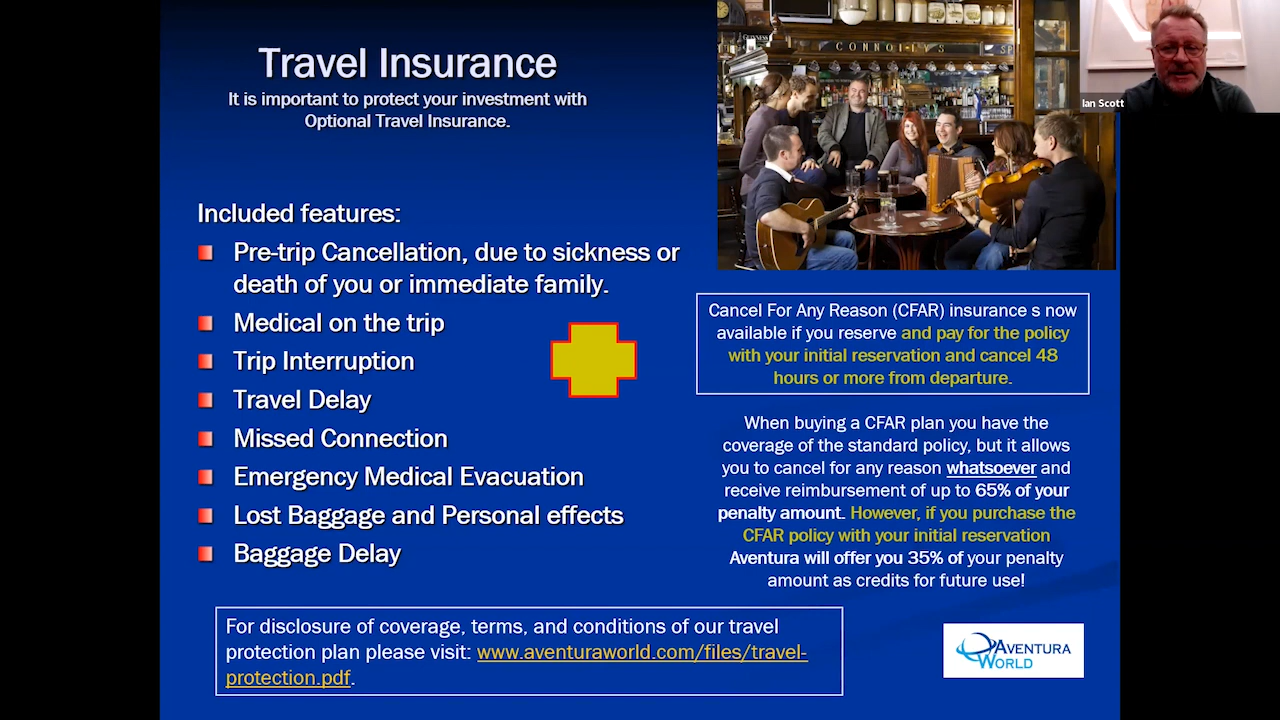 Travel Insurance
It is important to protect your investment with
Optional Travel Insurance.
Included features:
Pre-trip Cancellation, due to sickness or
death of you or immediate family.
Medical on the trip
Trip Interruption
Travel Delay
Missed Connection
Emergency Medical Evacuation
Lost Baggage and Personal effects
Baggage Delay
For disclosure of coverage, terms, and conditions of our travel
protection plan please visit: www.aventuraworld.com/files/travel-
protection.pdf.
GUINNESS
CONNOLLY'S
SP
Ian Scott
Cancel For Any Reason (CFAR) insurance s now
available if you reserve and pay for the policy
with your initial reservation and cancel 48
hours or more from departure.
When buying a CFAR plan you have the
coverage of the standard policy, but it allows
you to cancel for any reason whatsoever and
receive reimbursement of up to 65% of your
penalty amount. However, if you purchase the
CFAR policy with your initial reservation
Aventura will offer you 35% of your penalty
amount as credits for future use!
AVENTURA
WORLD